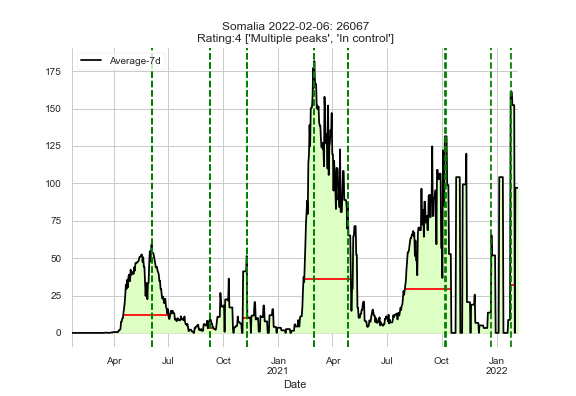 Somalia 2022-02-06: 26067
Rating:4 ['Multiple peaks', 'In control']
Average-7d
175
150
125
100
75
50
25
0
Apr Jul Oct Jan Apr Jul Oct Jan
2021 2022
Date